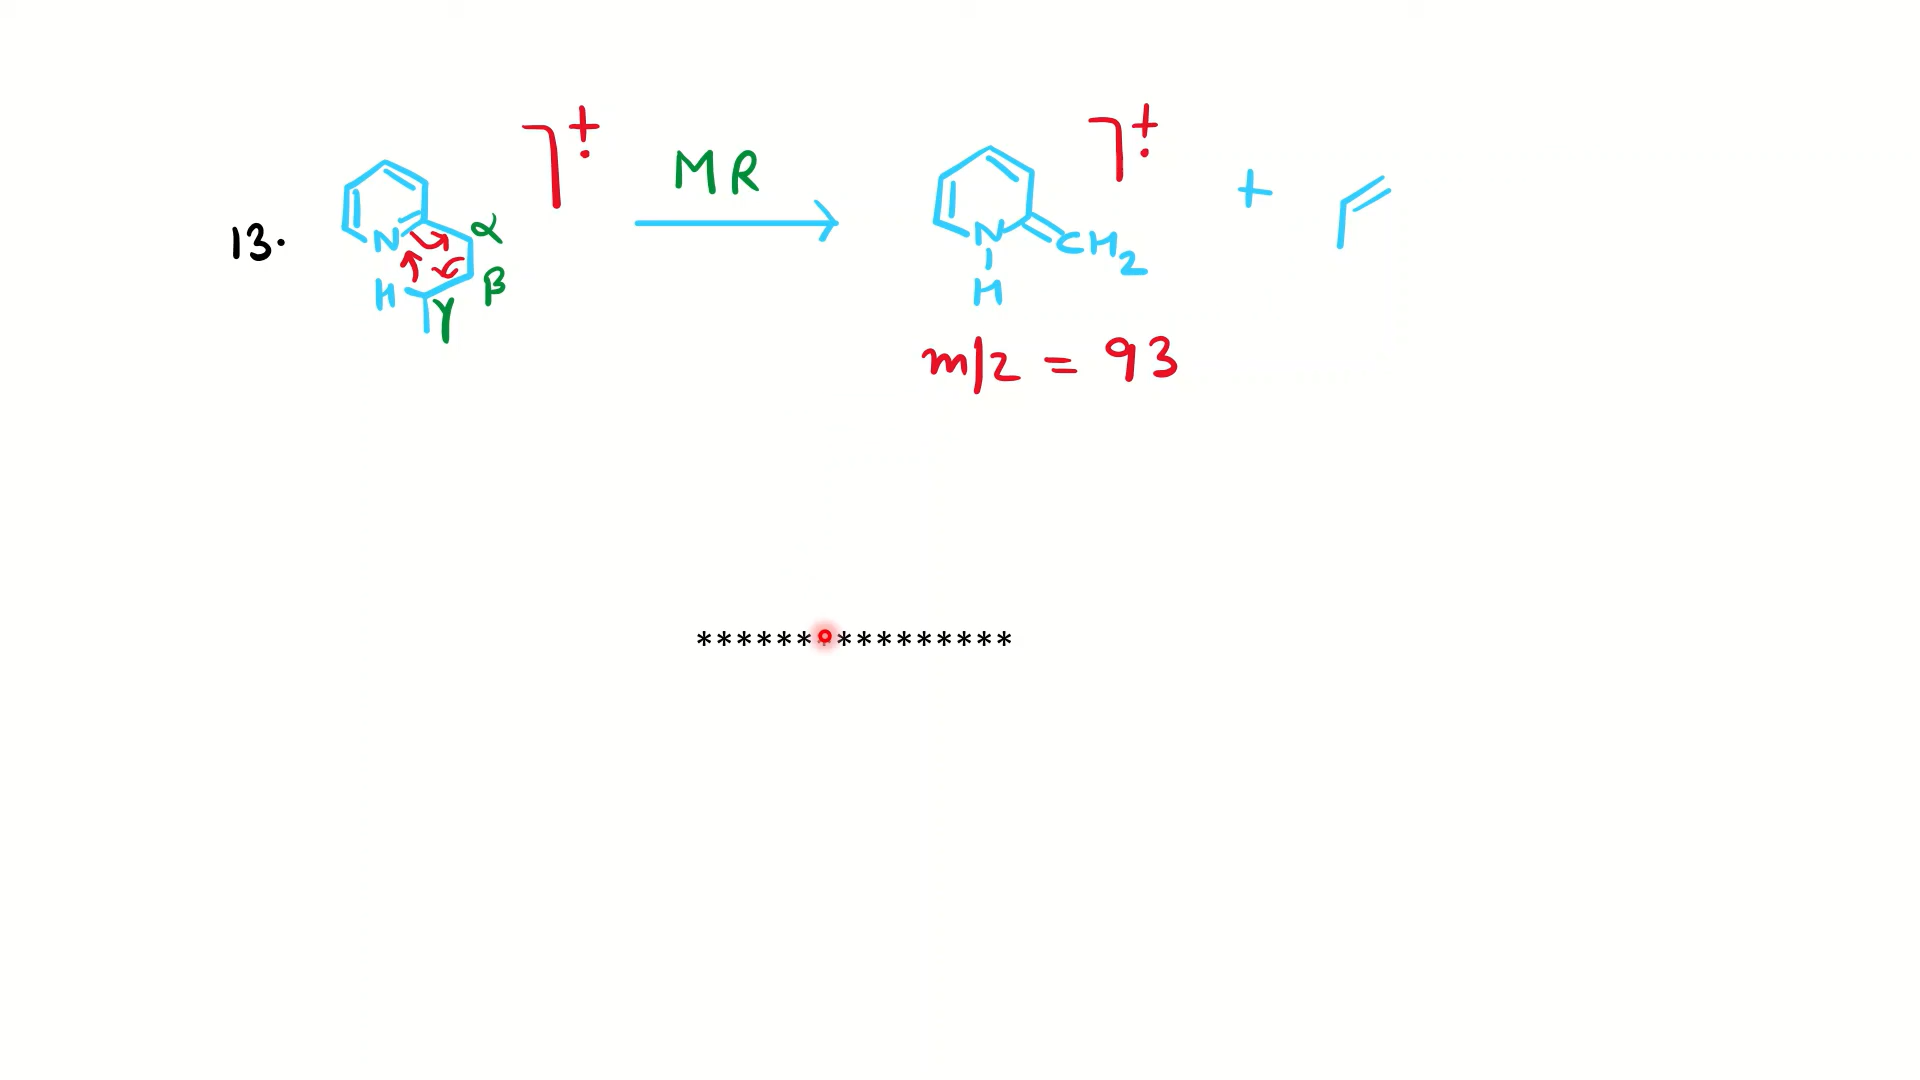 13.
N
H
α
β
γ
+
.
MR
N
H
CH2
+
.
+
m/z = 93
****** *********